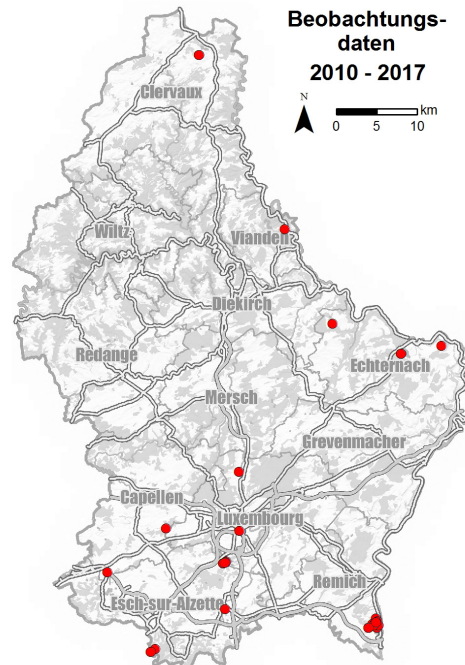 Beobachtungs-
daten
2010 - 2017
N
km
0 5 10
Clervaux
Wiltz
Vianden
Diekirch
Redange
Echternach
Mersch
Grevenmacher
Capellen
Luxembourg
Remich
Esch-sur-Alzette